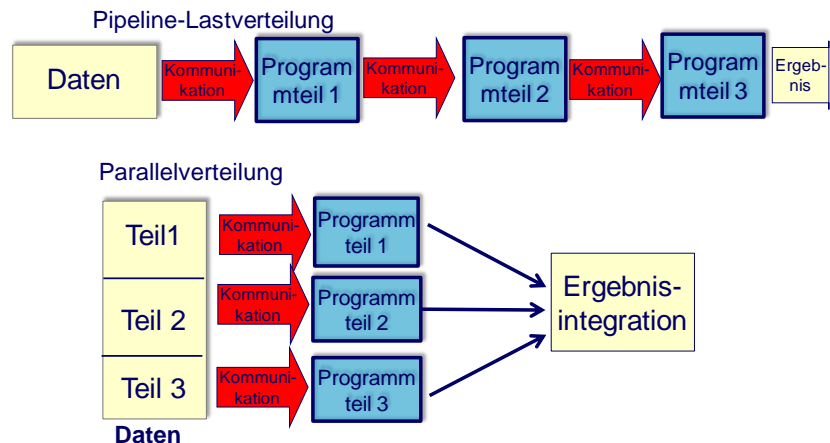 Pipeline-Lastverteilung
Daten
Kommuni-
kation
Program
mteil 1
Kommuni-
kation
Program
mteil 2
Kommuni-
kation
Program
mteil 3
Ergeb-
nis
Parallelverteilung
Teil1
Kommuni-
kation
Programm
teil 1
Teil 2
Kommuni-
kation
Programm
teil 2
Teil 3
Kommuni-
kation
Programm
teil 3
Daten
Ergebnis-
integration